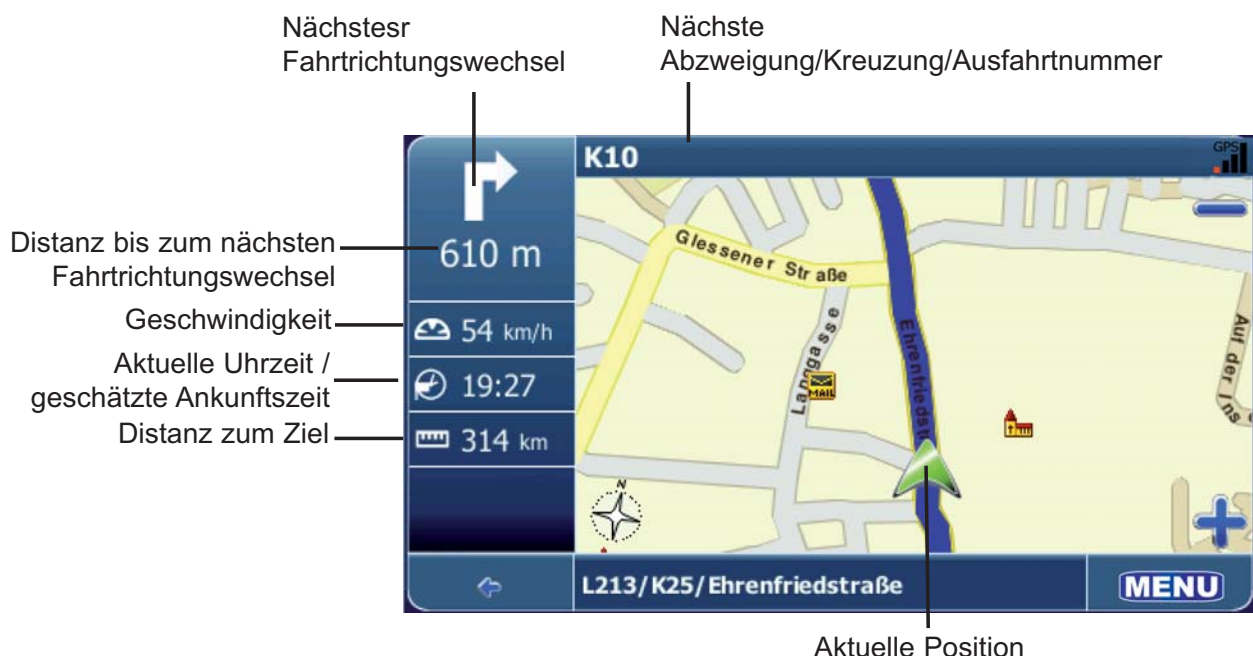 Nächstesr
Fahrtrichtungswechsel
Nächste
Abzweigung/Kreuzung/Ausfahrtnummer
K10
GPS
610 m
Distanz bis zum nächsten
Fahrtrichtungswechsel
Glessener Straße
Geschwindigkeit
54 km/h
Aktuelle Uhrzeit /
geschätzte Ankunftszeit
19:27
Distanz zum Ziel
314 km
Langgasse
MAIL
Ehrenfriedst
Auf der Ins
N
L213/K25/Ehrenfriedstraße
MENU
Aktuelle Position